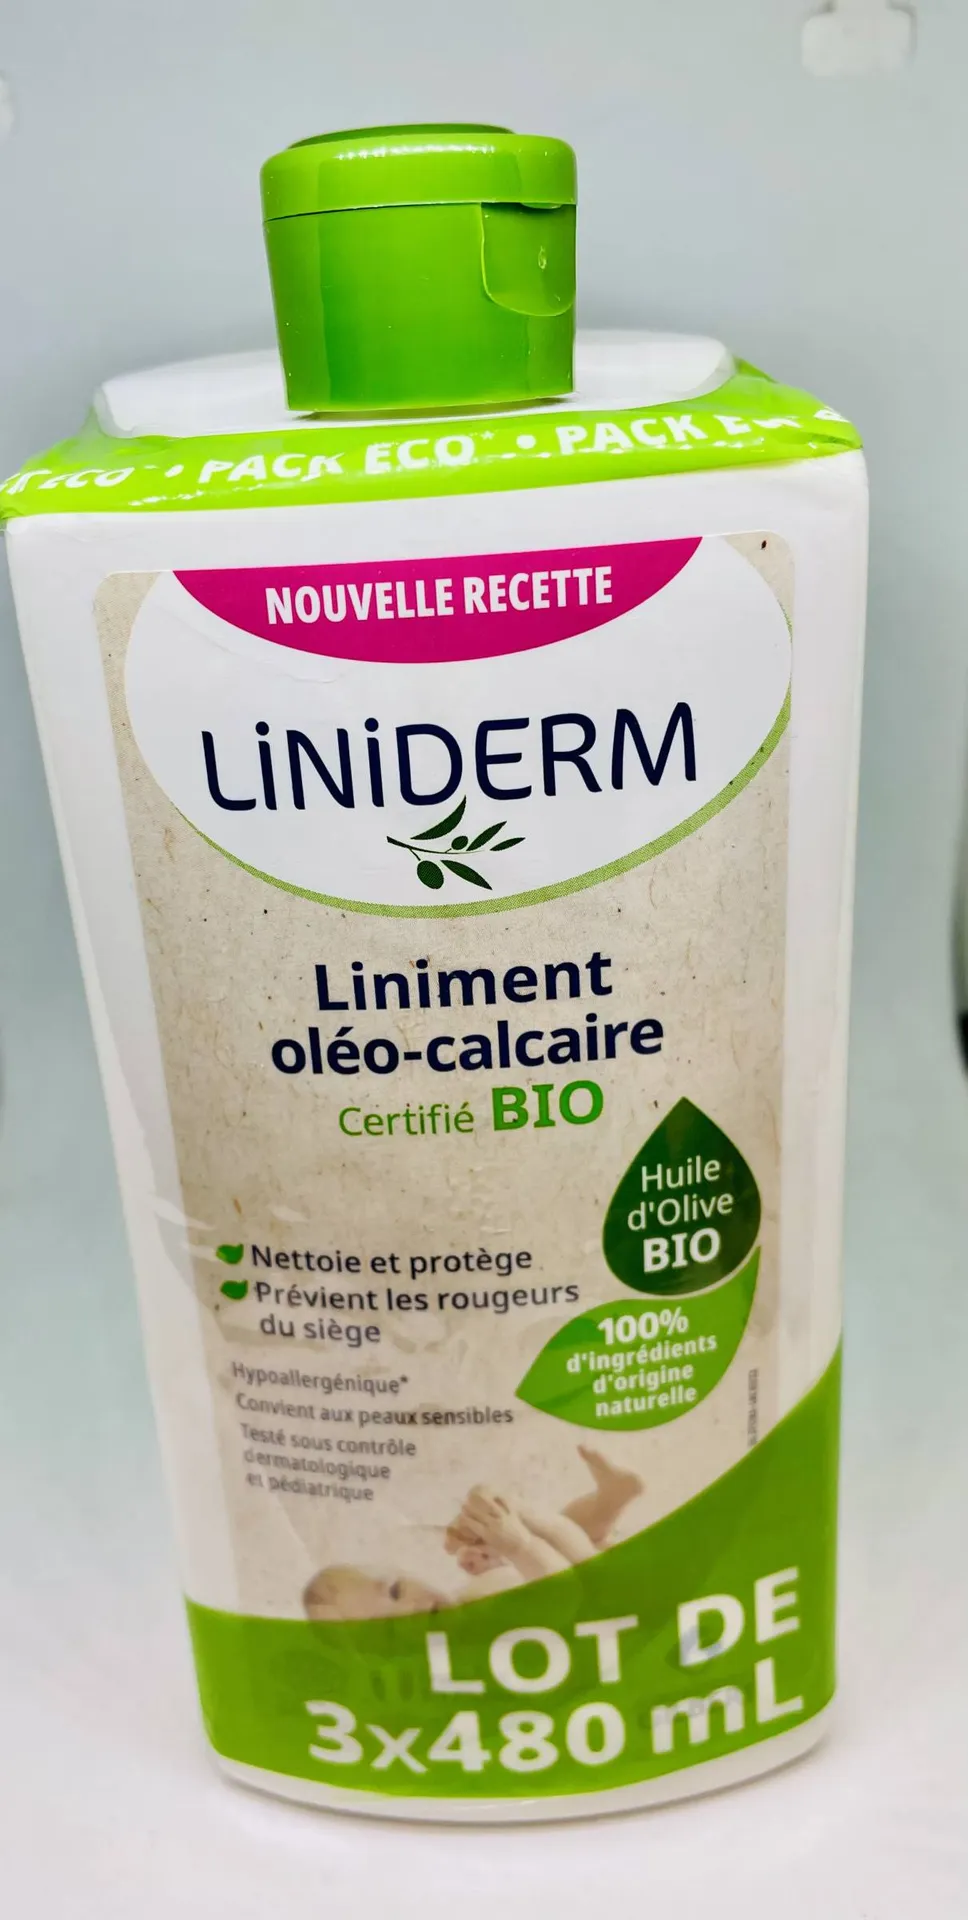 ECO* • PACK ECO* • PACK
NOUVELLE RECETTE
LiNiDERM
Liniment
oléo-calcaire
Certifié BIO
Huile
d'Olive
BIO
100%
d'ingrédients
d'origine
naturelle
Nettoie et protège
Prévient les rougeurs
du siège
Hypoallergénique*
Convient aux peaux sensibles
Testé sous contrôle
dermatologique
et pédiatrique
LOT DE
3x480 mL